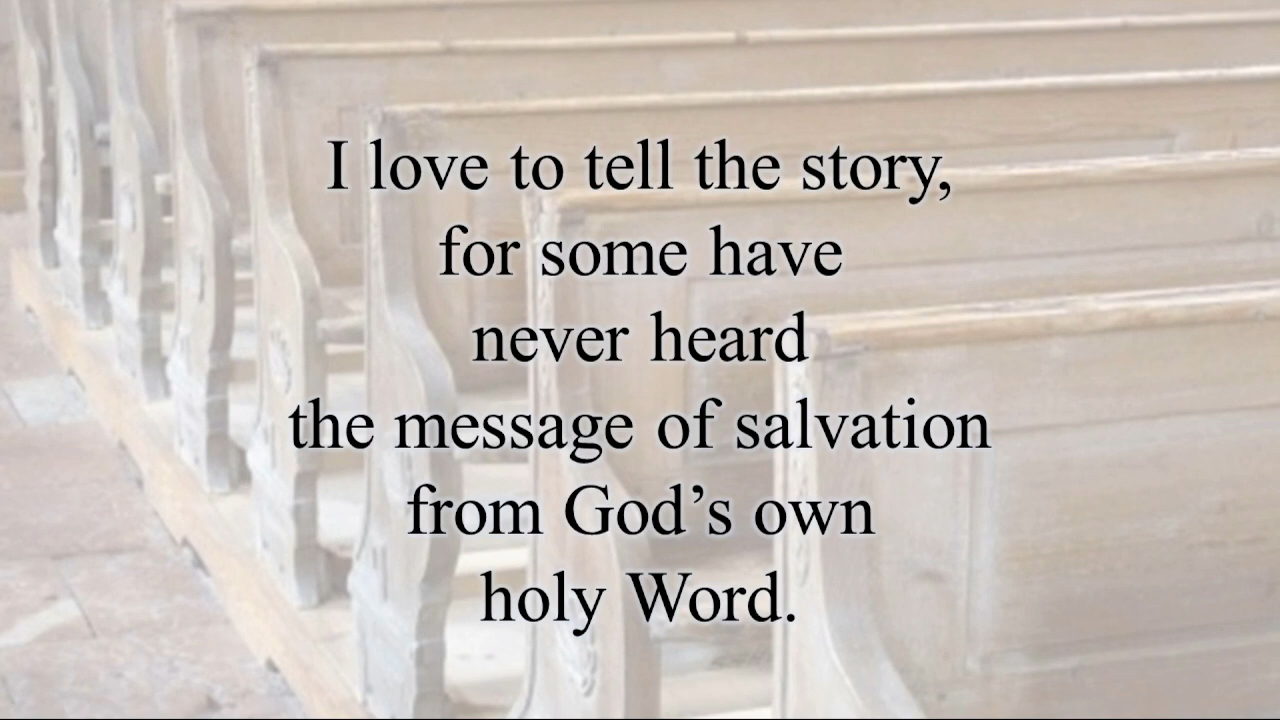 I love to tell the story,
for some have
never heard
the message of salvation
from God’s own
holy Word.